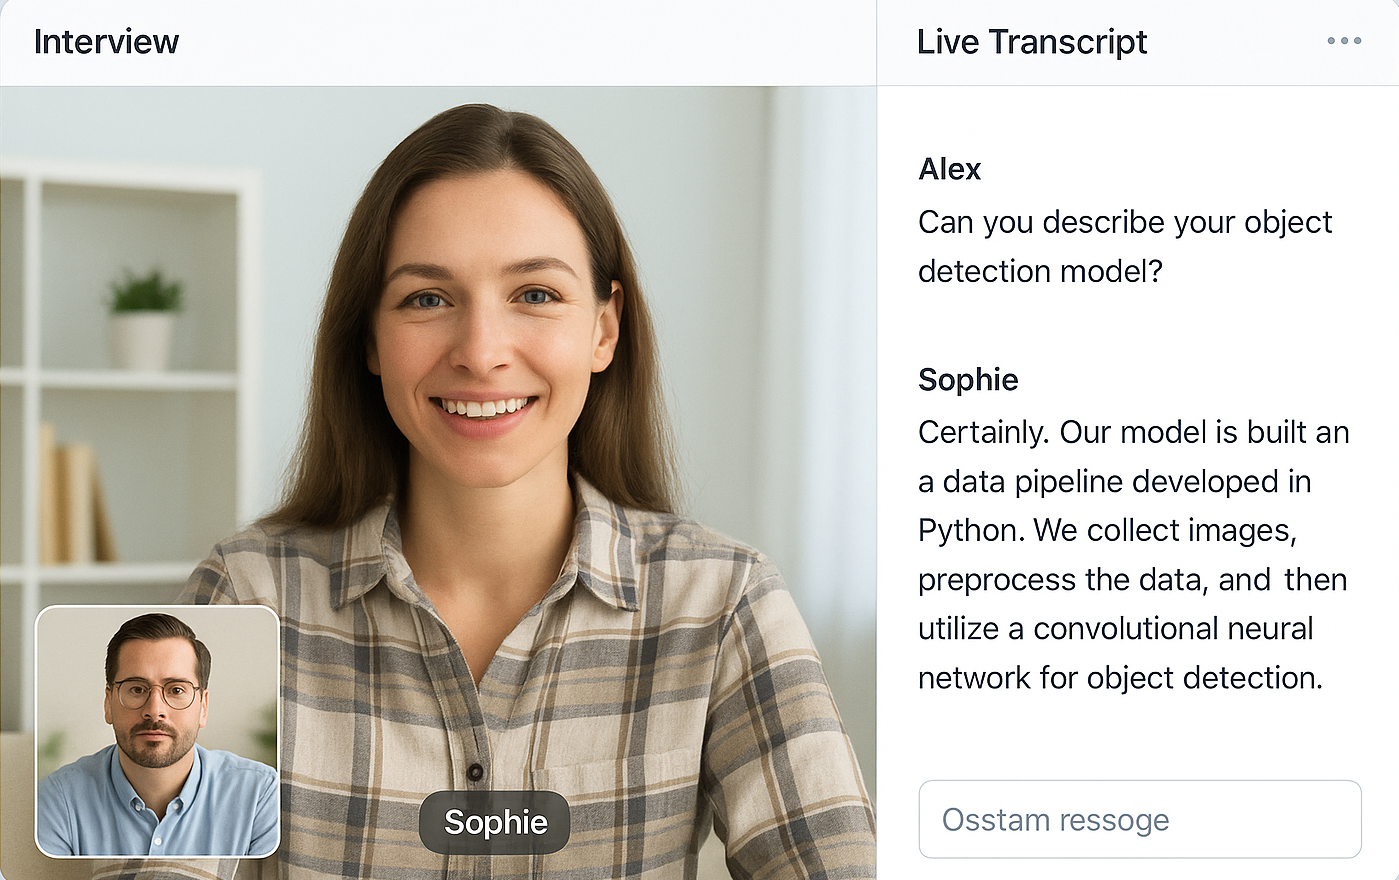 Interview
Live Transcript
Alex
Can you describe your object
detection model?
Sophie
Certainly. Our model is built an
a data pipeline developed in
Python. We collect images,
preprocess the data, and then
utilize a convolutional neural
network for object detection.
Osstam ressoge
Sophie